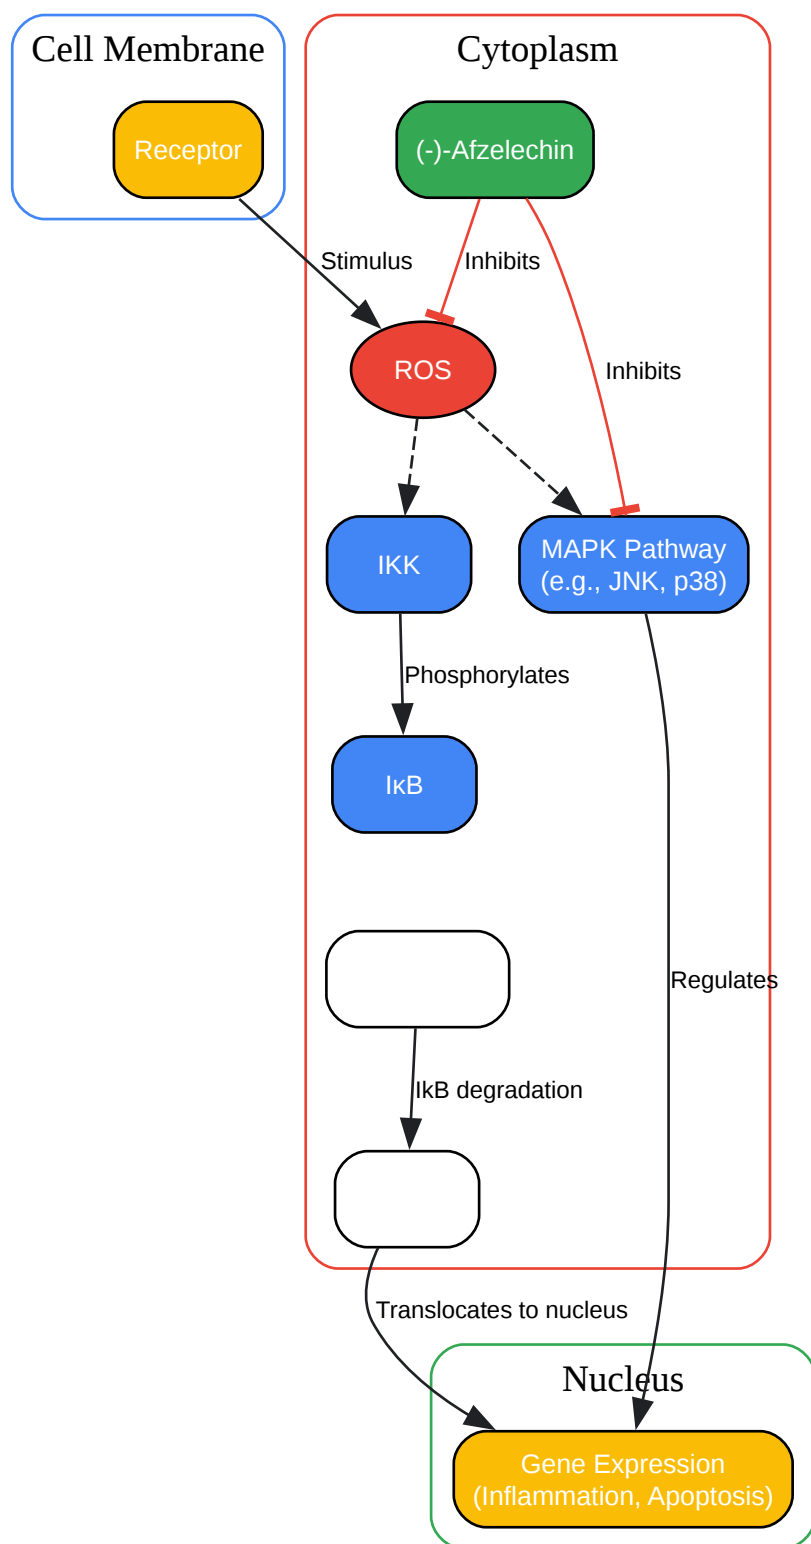 Cell Membrane
Cytoplasm
Receptor
(-)-Afzelechin
Stimulus
Inhibits
ROS
Inhibits
IKK
MAPK Pathway
(e.g., JNK, p38)
Phosphorylates
IκB
Regulates
IkB degradation
Translocates to nucleus
Nucleus
Gene Expression
(Inflammation, Apoptosis)